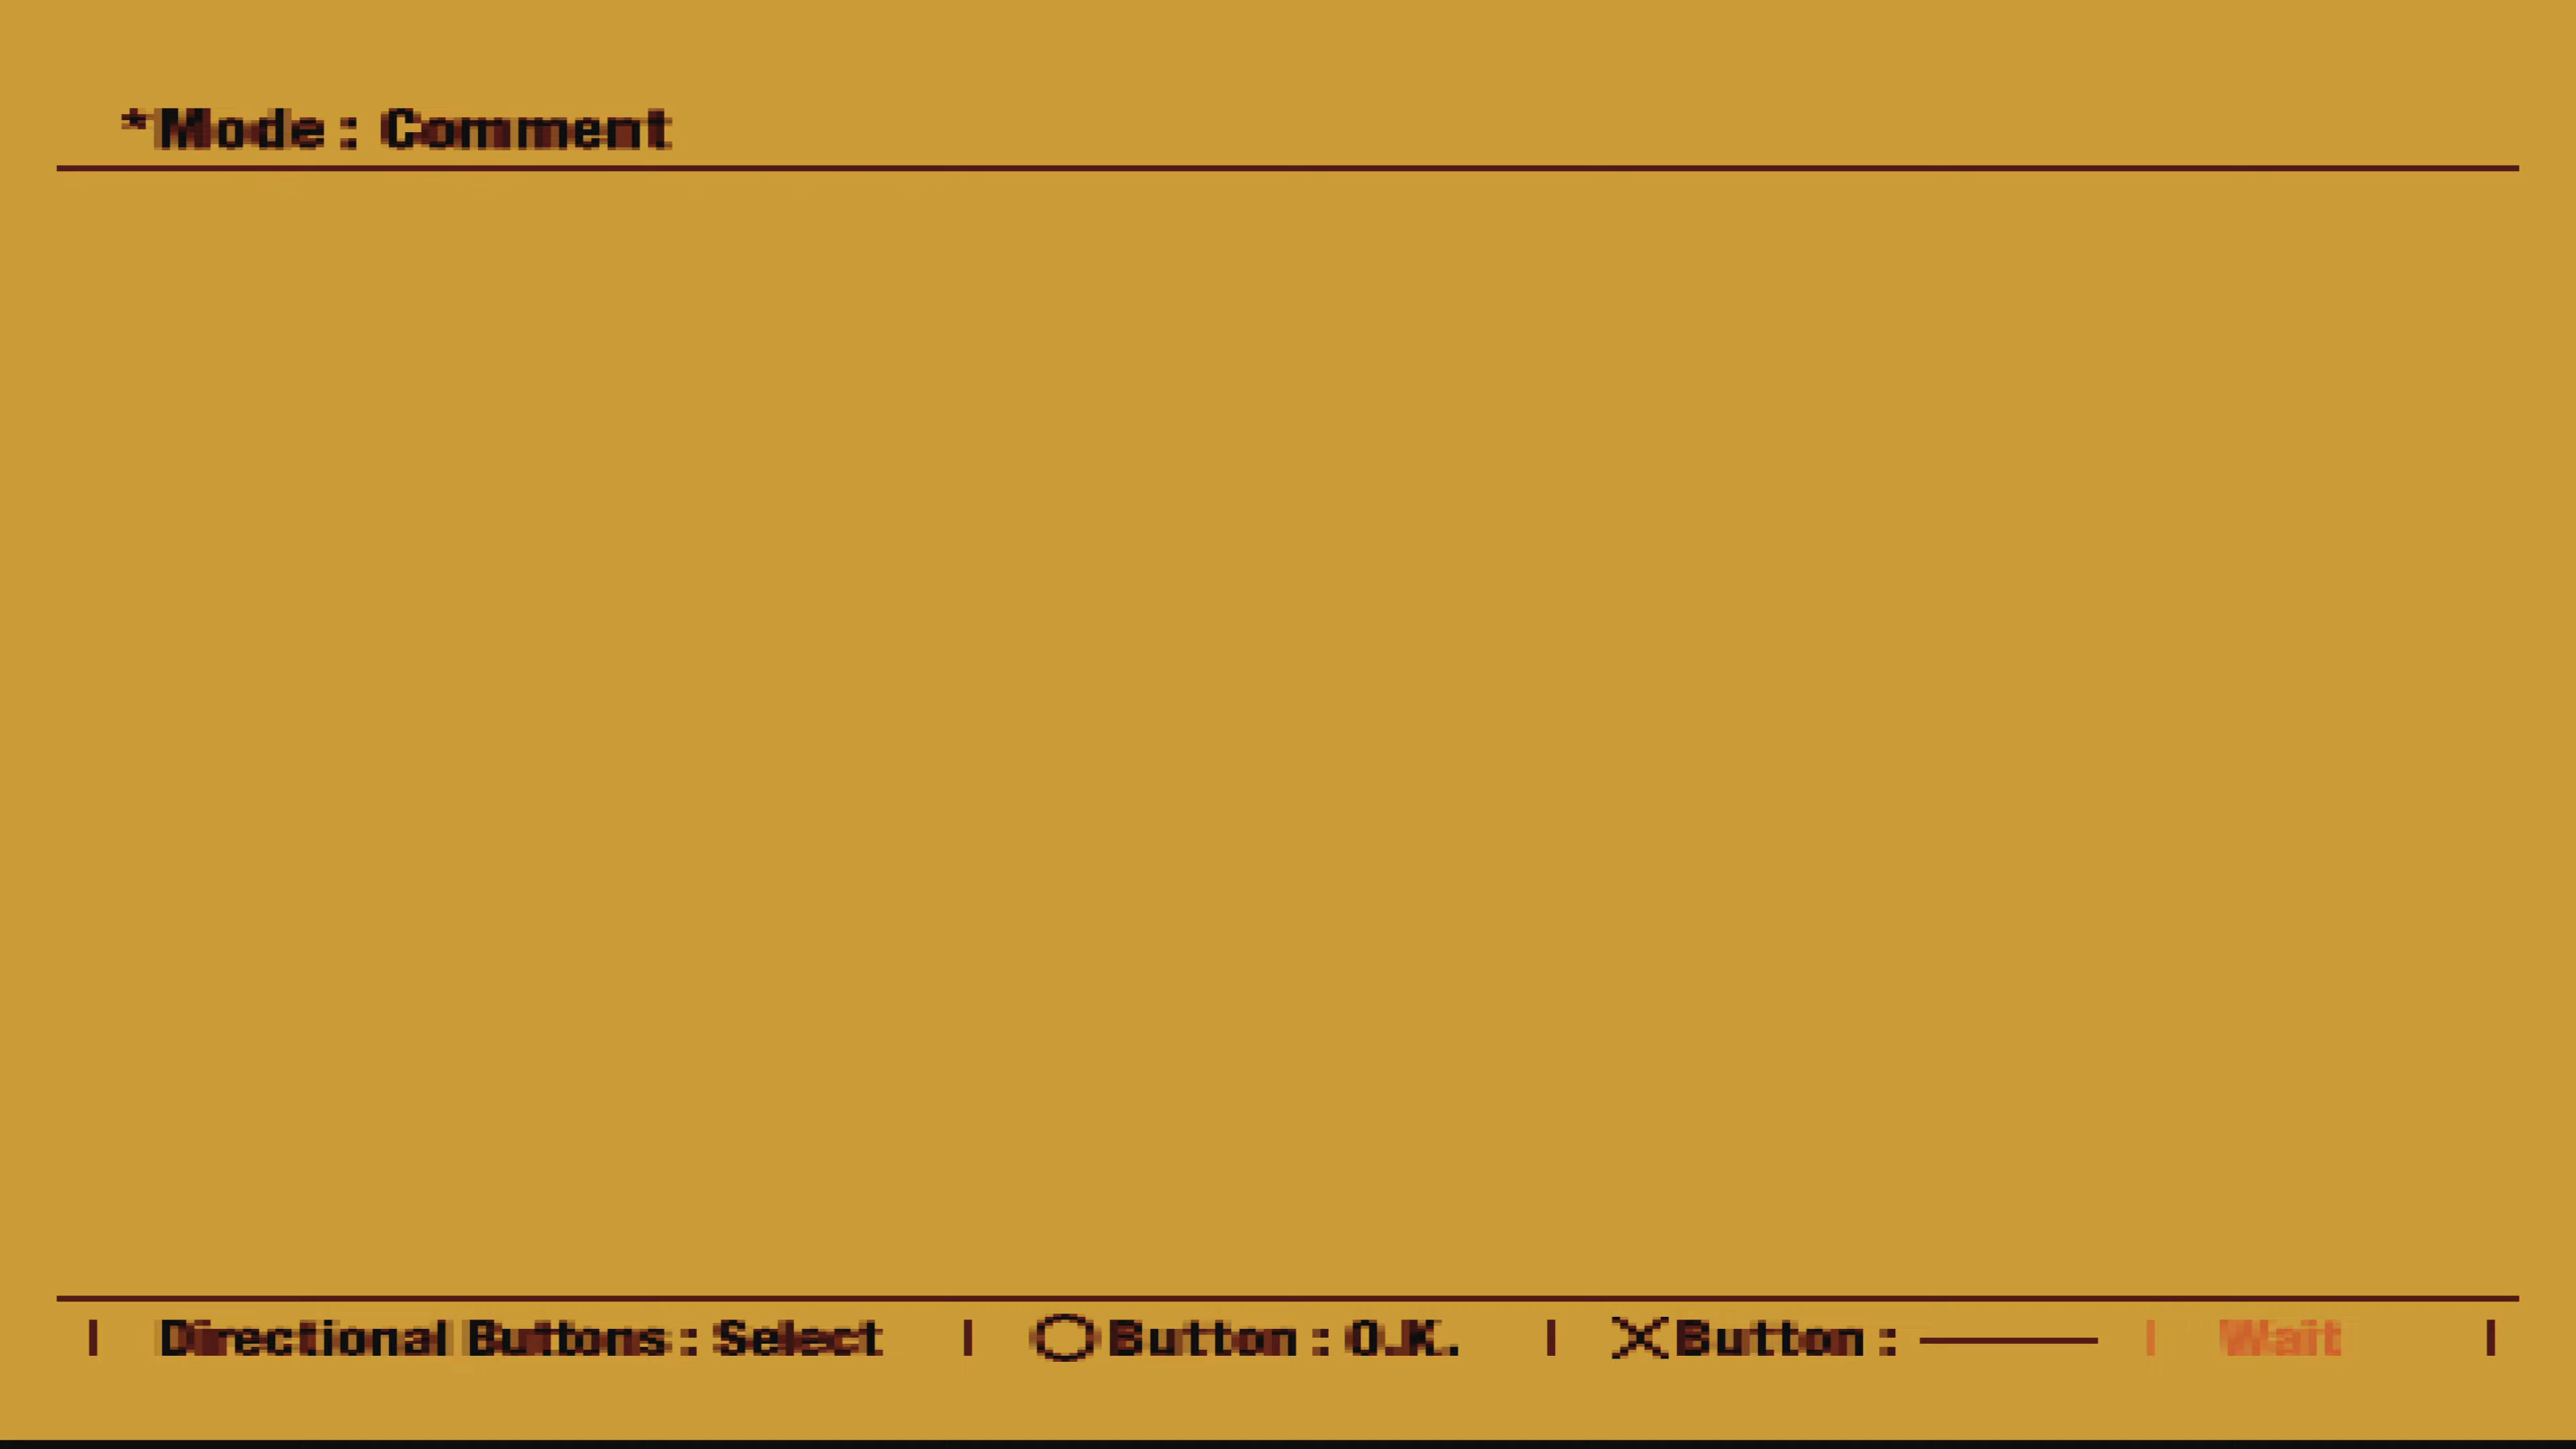 *Mode: Comment
| Directional Buttons: Select | ○Button: O.K. | ×Button: ——— | Wait |